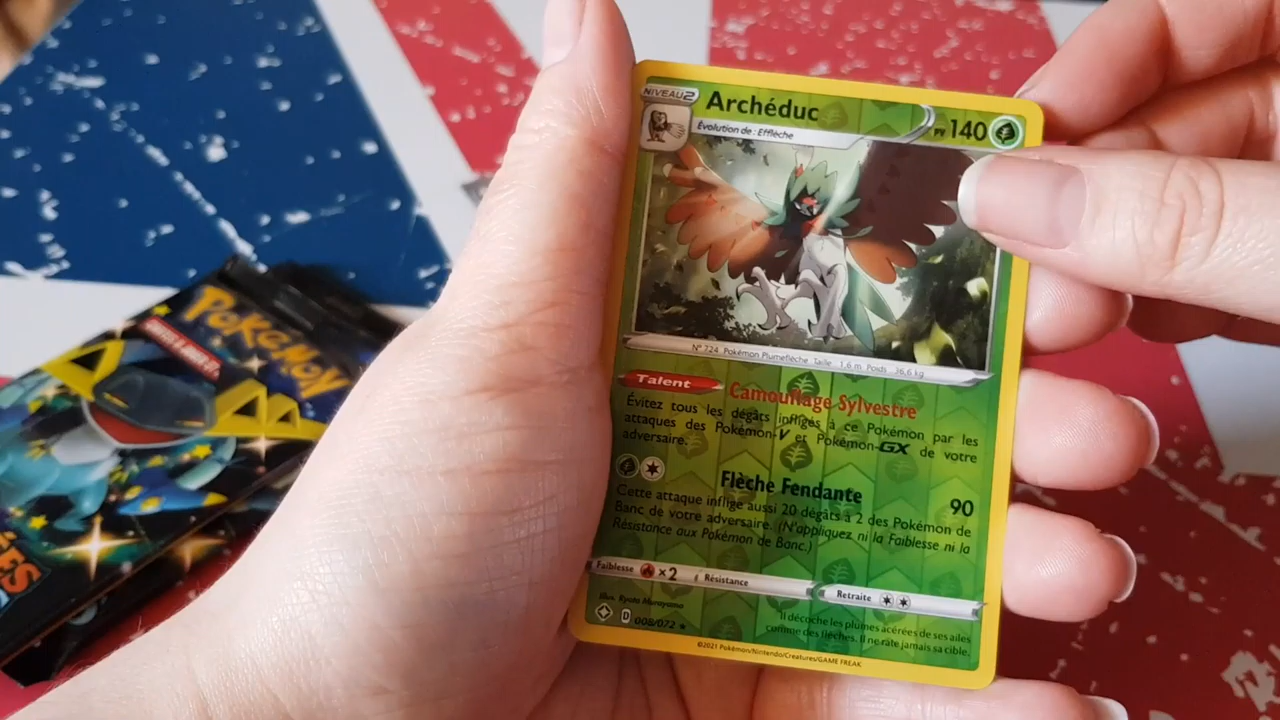 NIVEAU 2
Archéduc
PV 140
Évolution de : Efflèche
N° 724 Pokémon Plumeflèche Taille 1,6 m Poids 36,6 kg
Talent Camouflage Sylvestre
Évitez tous les dégâts infligés à ce Pokémon par les
attaques des Pokémon-V et Pokémon-GX de votre
adversaire.
Flèche Fendante 90
Cette attaque inflige aussi 20 dégâts à 2 des Pokémon de
Banc de votre adversaire. (N'appliquez ni la Faiblesse ni la
Résistance aux Pokémon de Banc.)
Faiblesse ×2 Résistance Retraite
Illus. Ryota Murayama
D 008/072
Il décoche les plumes acérées de ses ailes
comme des flèches. Il ne rate jamais sa cible.
©2021 Pokémon/Nintendo/Creatures/GAME FREAK
POKÉMON